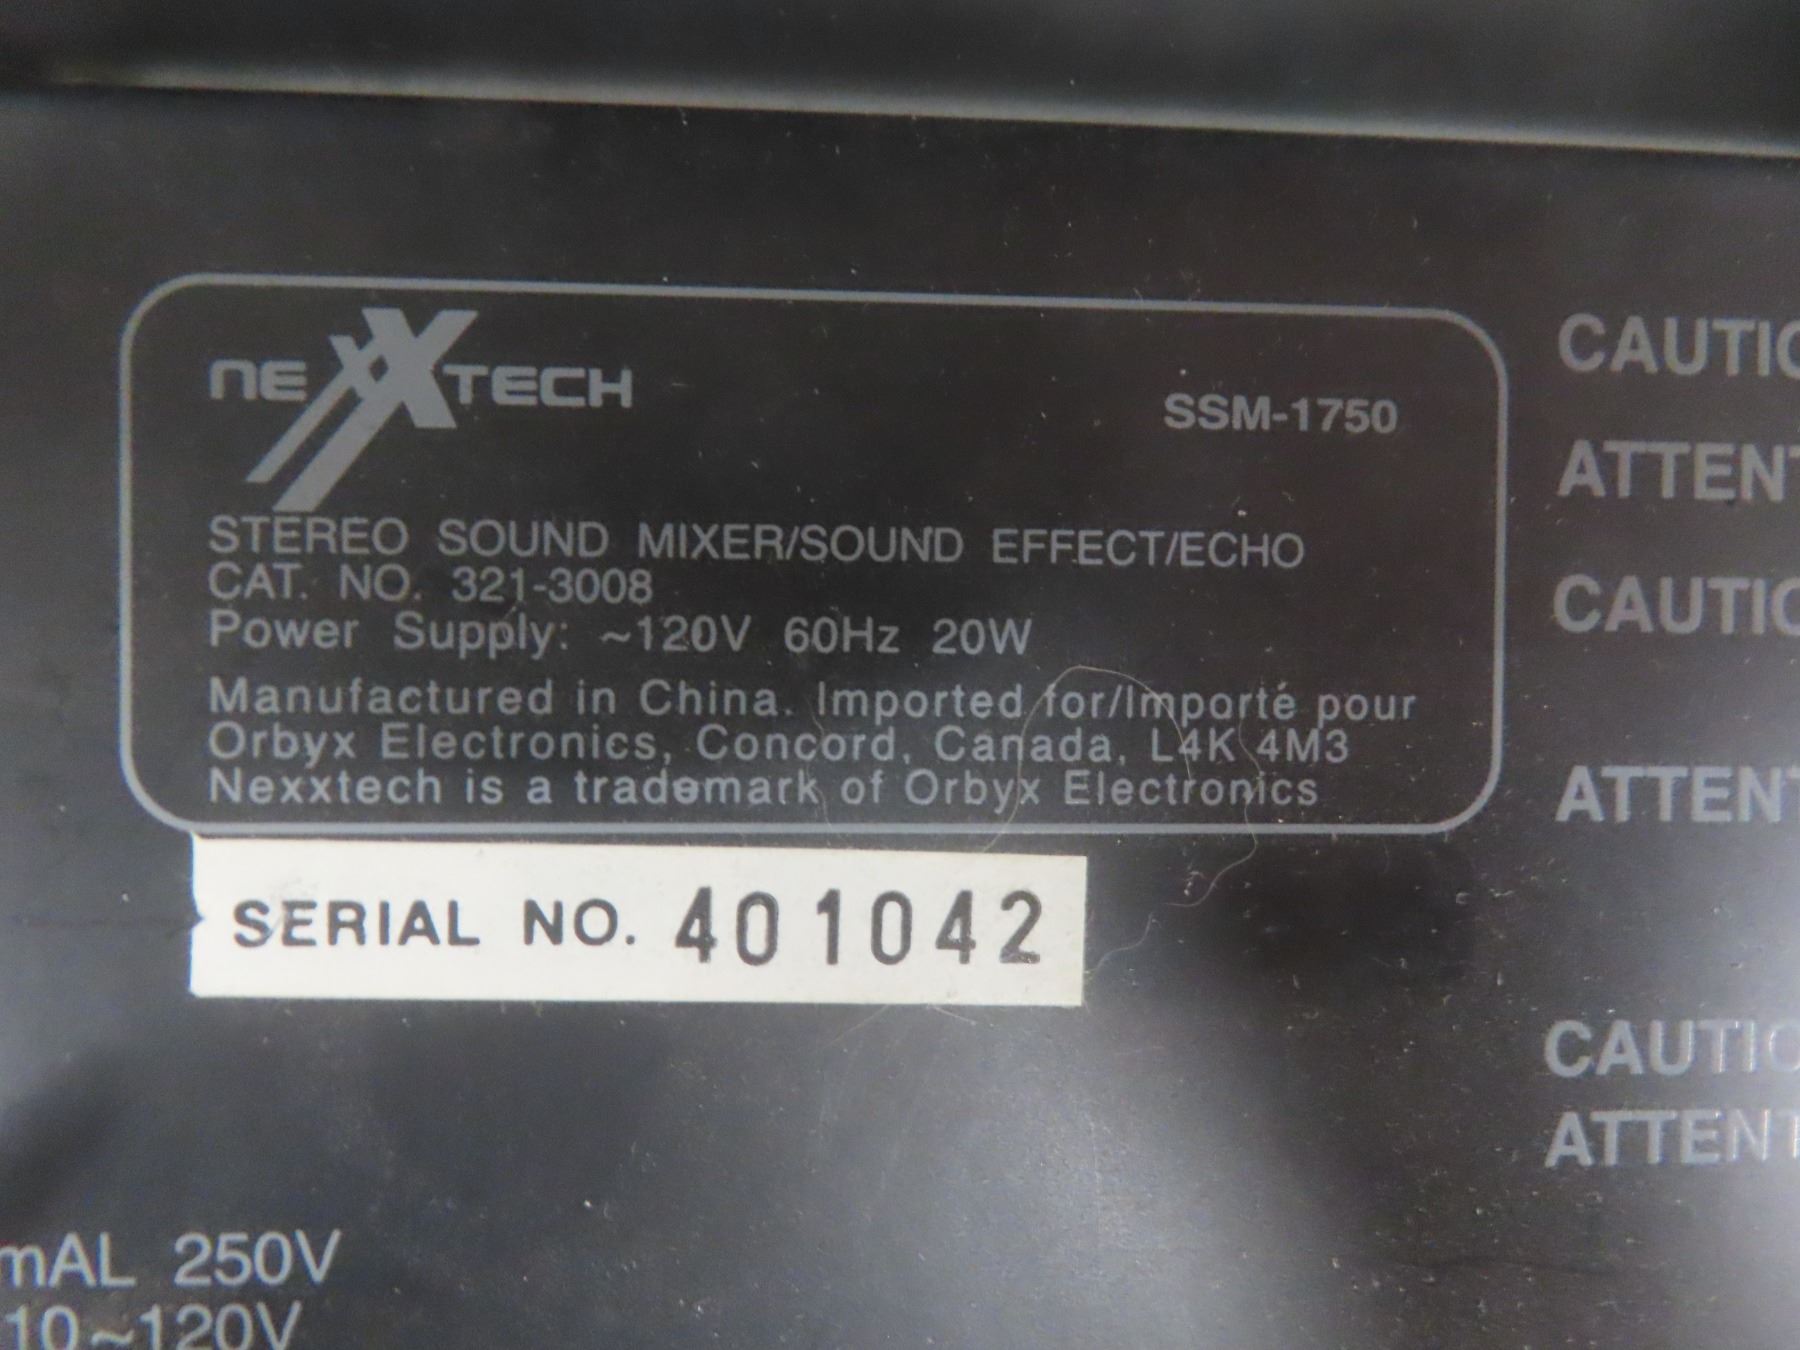 neXXTECH
SSM-1750
STEREO SOUND MIXER/SOUND EFFECT/ECHO
CAT. NO. 321-3008
Power Supply: ~120V 60Hz 20W
Manufactured in China. Imported for/Importé pour
Orbyx Electronics, Concord, Canada, L4K 4M3
Nexxtech is a trademark of Orbyx Electronics
SERIAL NO. 401042
CAUTIO
ATTENT
CAUTIO
ATTENT
CAUTIO
ATTENT
mAL 250V
10~120V